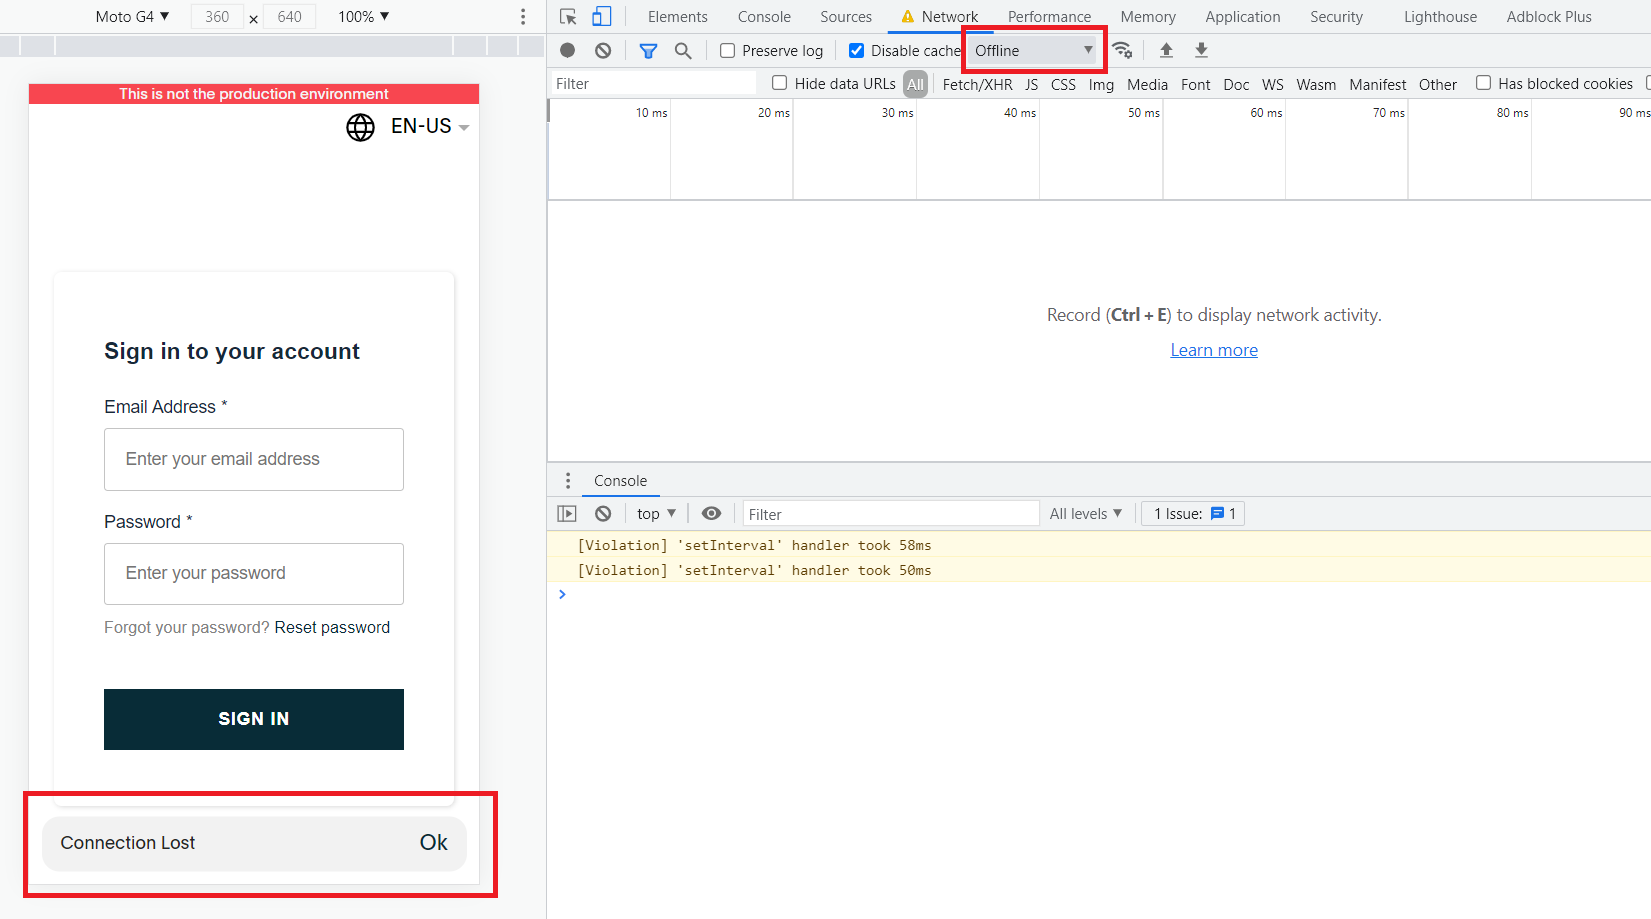 Moto G4 ▼ 360 × 640 100% ▼
This is not the production environment
EN-US
Sign in to your account
Email Address *
Enter your email address
Password *
Enter your password
Forgot your password? Reset password
SIGN IN
Connection Lost Ok
Elements Console Sources Network Performance Memory Application Security Lighthouse Adblock Plus
Preserve log Disable cache Offline ▼
Filter Hide data URLs All Fetch/XHR JS CSS Img Media Font Doc WS Wasm Manifest Other Has blocked cookies
10 ms 20 ms 30 ms 40 ms 50 ms 60 ms 70 ms 80 ms 90 ms
Record (Ctrl + E) to display network activity.
Learn more
Console
top ▼ Filter All levels ▼ 1 Issue: 1
[Violation] 'setInterval' handler took 58ms
[Violation] 'setInterval' handler took 50ms
>